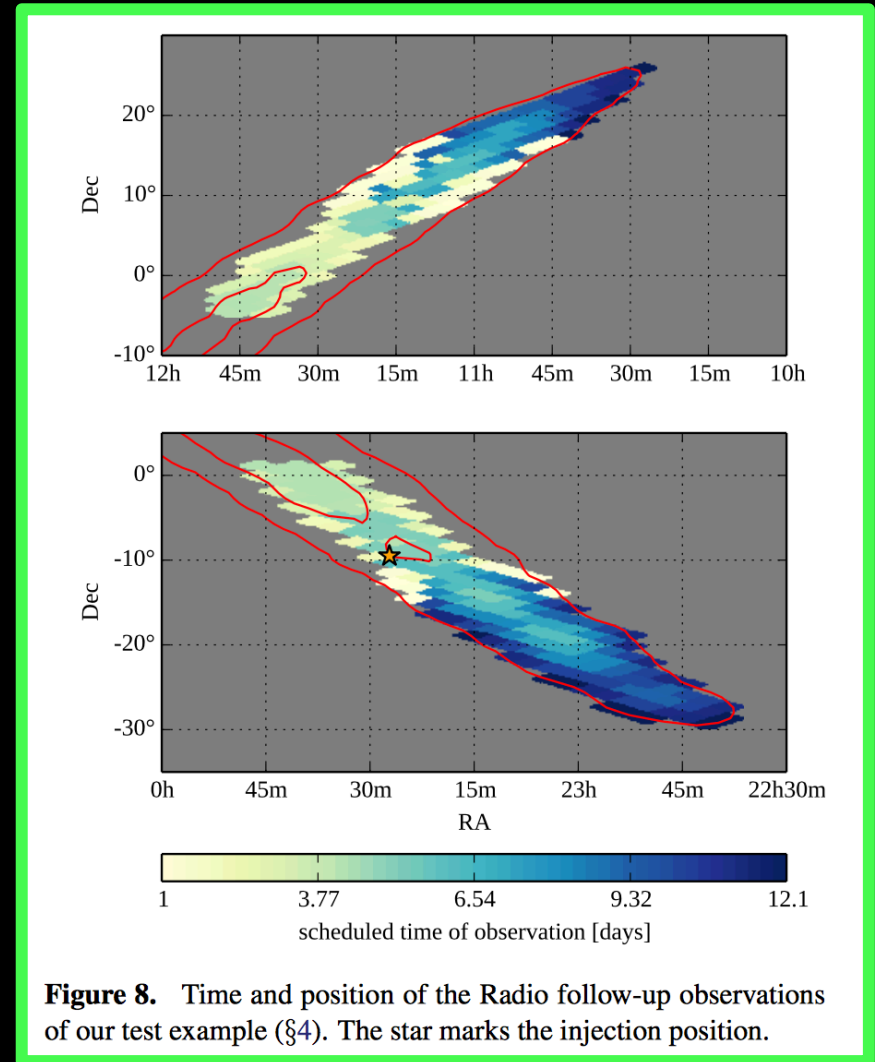 20°
10°
0°
-10°
Dec
12h 45m 30m 15m 11h 45m 30m 15m 10h
0°
-10°
-20°
-30°
Dec
0h 45m 30m 15m 23h 45m 22h30m
RA
1 3.77 6.54 9.32 12.1
scheduled time of observation [days]
Figure 8. Time and position of the Radio follow-up observations
of our test example (§4). The star marks the injection position.